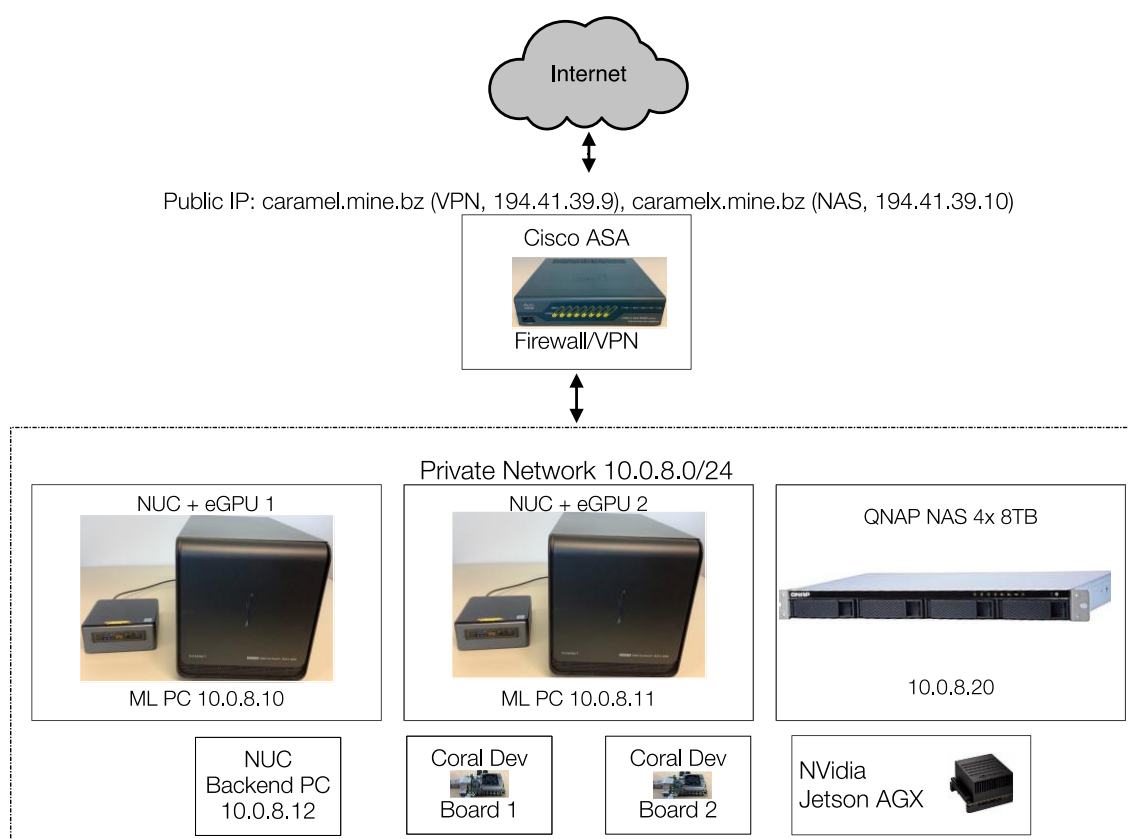 Internet
Public IP: caramel.mine.bz (VPN, 194.41.39.9), caramelx.mine.bz (NAS, 194.41.39.10)
Cisco ASA
Firewall/VPN
Private Network 10.0.8.0/24
NUC + eGPU 1
ML PC 10.0.8.10
NUC + eGPU 2
ML PC 10.0.8.11
QNAP NAS 4x 8TB
QNAP
10.0.8.20
NUC
Backend PC
10.0.8.12
Coral Dev
Board 1
Coral Dev
Board 2
NVidia
Jetson AGX